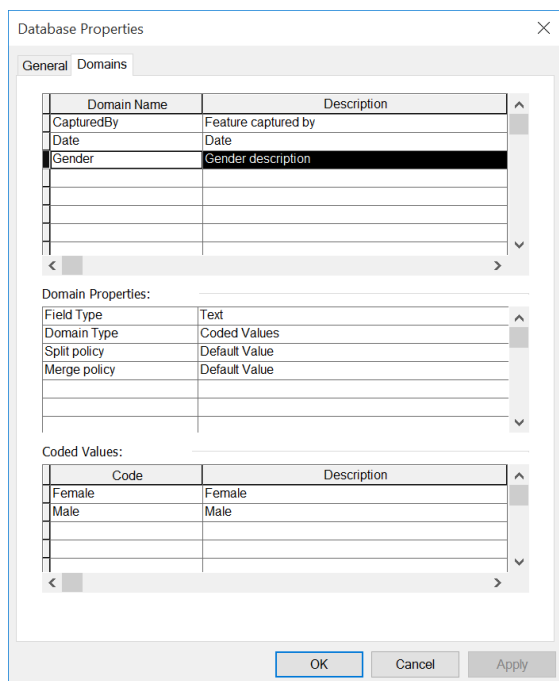 Database Properties
General Domains
Domain Name Description
CapturedBy Feature captured by
Date Date
Gender Gender description
Domain Properties:
Field Type Text
Domain Type Coded Values
Split policy Default Value
Merge policy Default Value
Coded Values:
Code Description
Female Female
Male Male
OK Cancel Apply